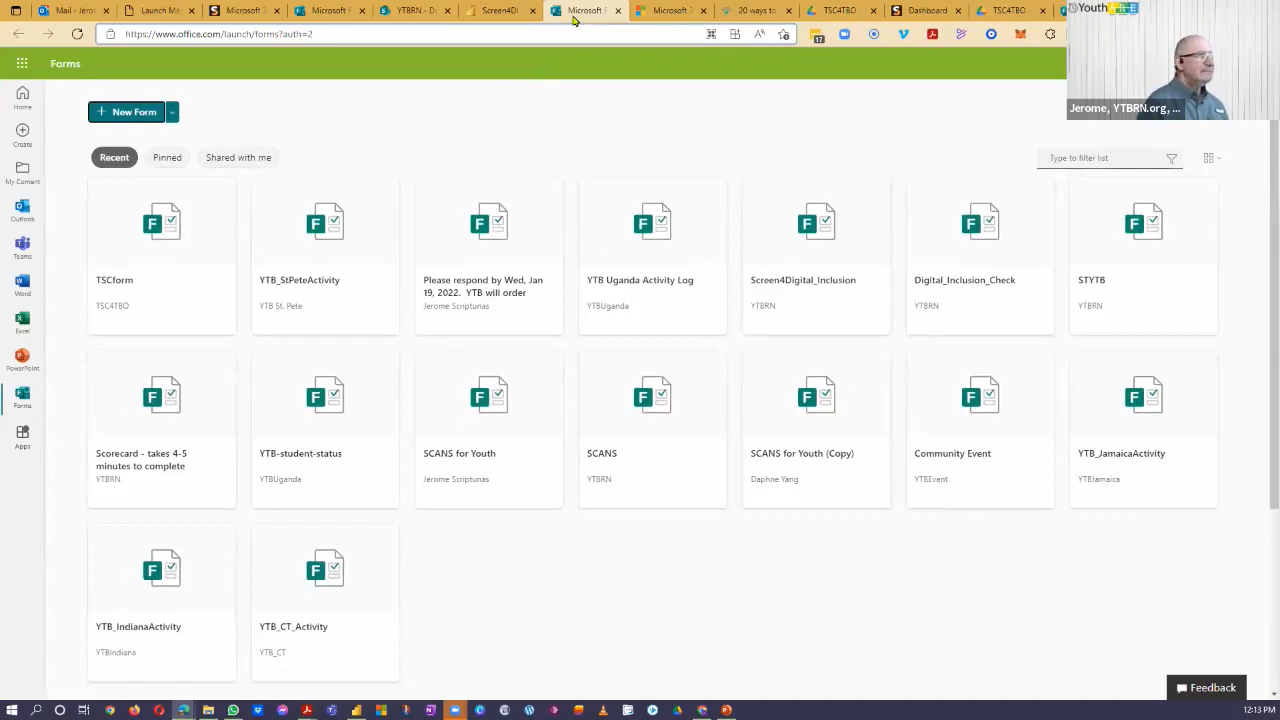 Mail - Jerom
Launch Me
Microsoft
Microsoft F
YTBRN - Do
Screen4Di
Microsoft F
Microsoft
20 ways to
TSC4TBO
Dashboard
TSC4TBO
https://www.office.com/launch/forms?auth=2
17
Youth
Jerome, YTBRN.org, ...
Forms
Home
Create
My Content
Outlook
Teams
Word
Excel
PowerPoint
Forms
Apps
+ New Form
Recent
Pinned
Shared with me
Type to filter list
TSCform
TSC4TBO
YTB_StPeteActivity
YTB St. Pete
Please respond by Wed, Jan
19, 2022. YTB will order
Jerome Scriptunas
YTB Uganda Activity Log
YTBUganda
Screen4Digital_Inclusion
YTBRN
Digital_Inclusion_Check
YTBRN
STYTB
YTBRN
Scorecard - takes 4-5
minutes to complete
YTBRN
YTB-student-status
YTBUganda
SCANS for Youth
Jerome Scriptunas
SCANS
YTBRN
SCANS for Youth (Copy)
Daphne Yang
Community Event
YTBEvent
YTB_JamaicaActivity
YTBJamaica
YTB_IndianaActivity
YTBIndiana
YTB_CT_Activity
YTB_CT
Feedback
12:13 PM